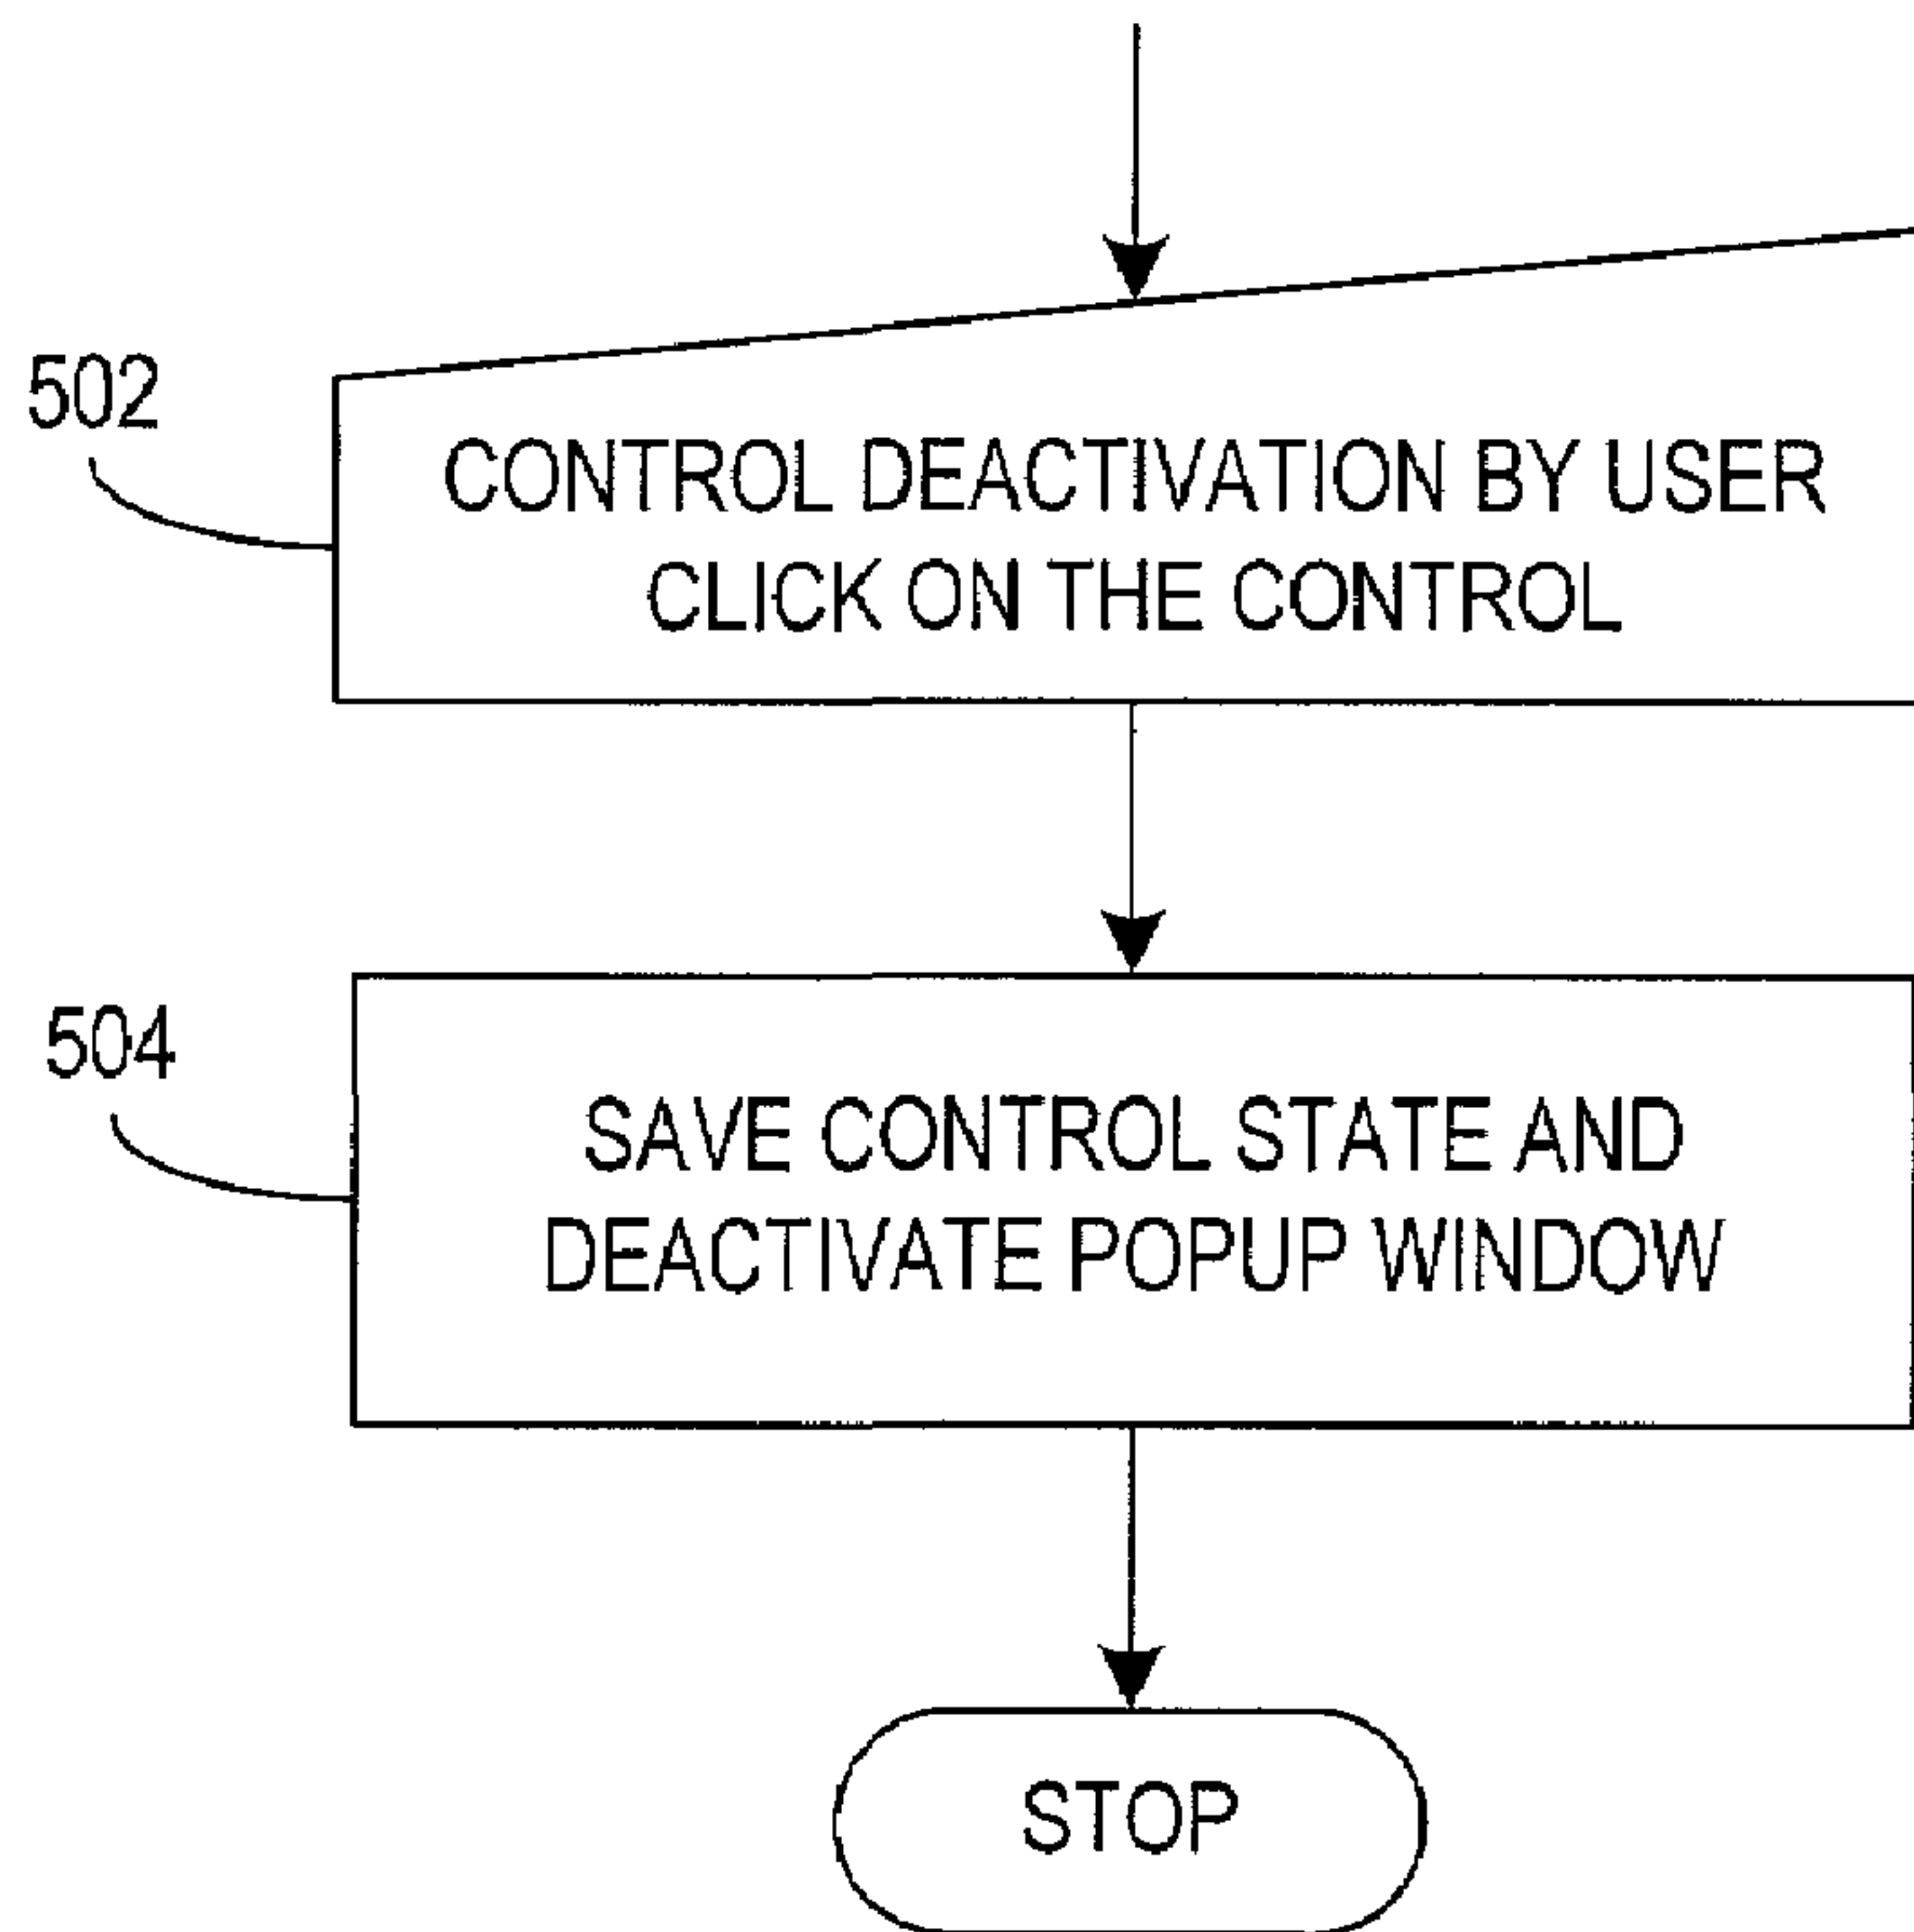 502
CONTROL DEACTIVATION BY USER
CLICK ON THE CONTROL
504
SAVE CONTROL STATE AND
DEACTIVATE POPUP WINDOW
STOP